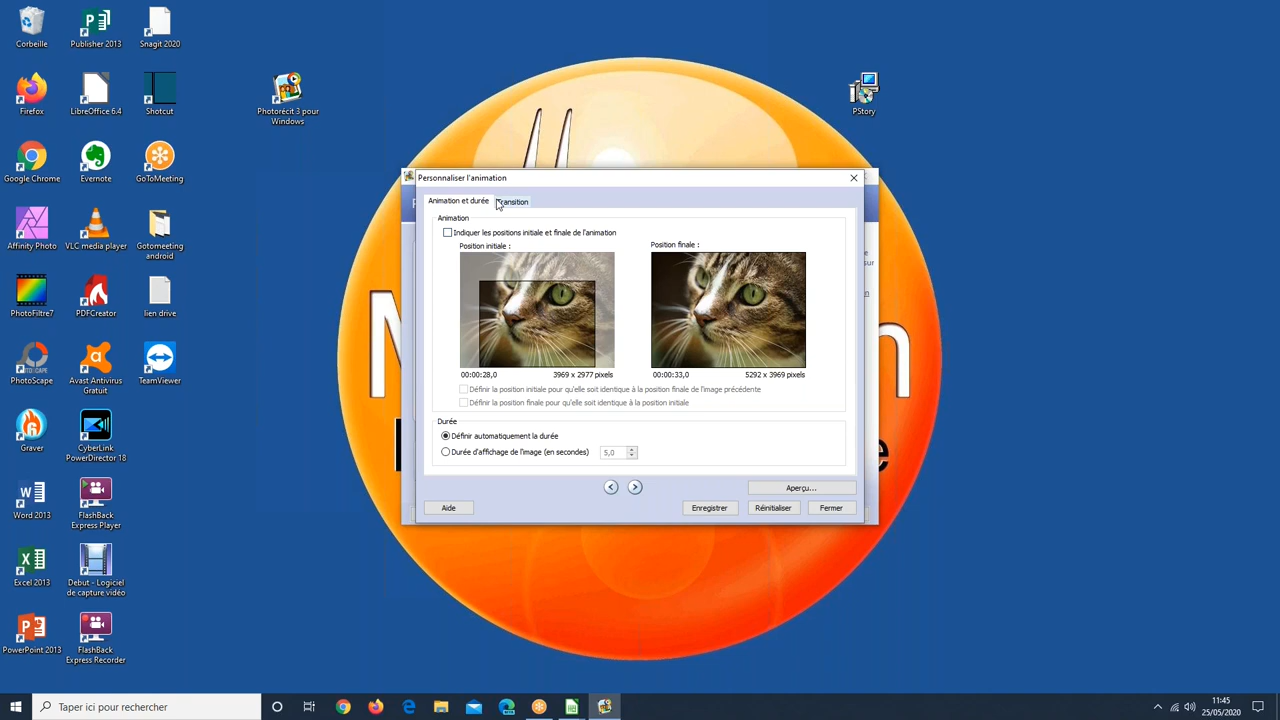 Corbeille
Publisher 2013
Snagit 2020
Firefox
LibreOffice 6.4
Shotcut
Photorécit 3 pour
Windows
PStory
Google Chrome
Evernote
GoToMeeting
Affinity Photo
VLC media player
Gotomeeting
android
PhotoFiltre7
PDFCreator
lien drive
PhotoScape
Avast Antivirus
Gratuit
TeamViewer
Graver
CyberLink
PowerDirector 18
Word 2013
FlashBack
Express Player
Excel 2013
Debut - Logiciel
de capture vidéo
PowerPoint 2013
FlashBack
Express Recorder
Personnaliser l'animation
Animation et durée
Transition
Animation
Indiquer les positions initiale et finale de l'animation
Position initiale :
Position finale :
00:00:28,0
3969 x 2977 pixels
00:00:33,0
5292 x 3969 pixels
Définir la position initiale pour qu'elle soit identique à la position finale de l'image précédente
Définir la position finale pour qu'elle soit identique à la position initiale
Durée
Définir automatiquement la durée
Durée d'affichage de l'image (en secondes)
5,0
Aperçu...
Aide
Enregistrer
Réinitialiser
Fermer
Taper ici pour rechercher
11:45
25/05/2020